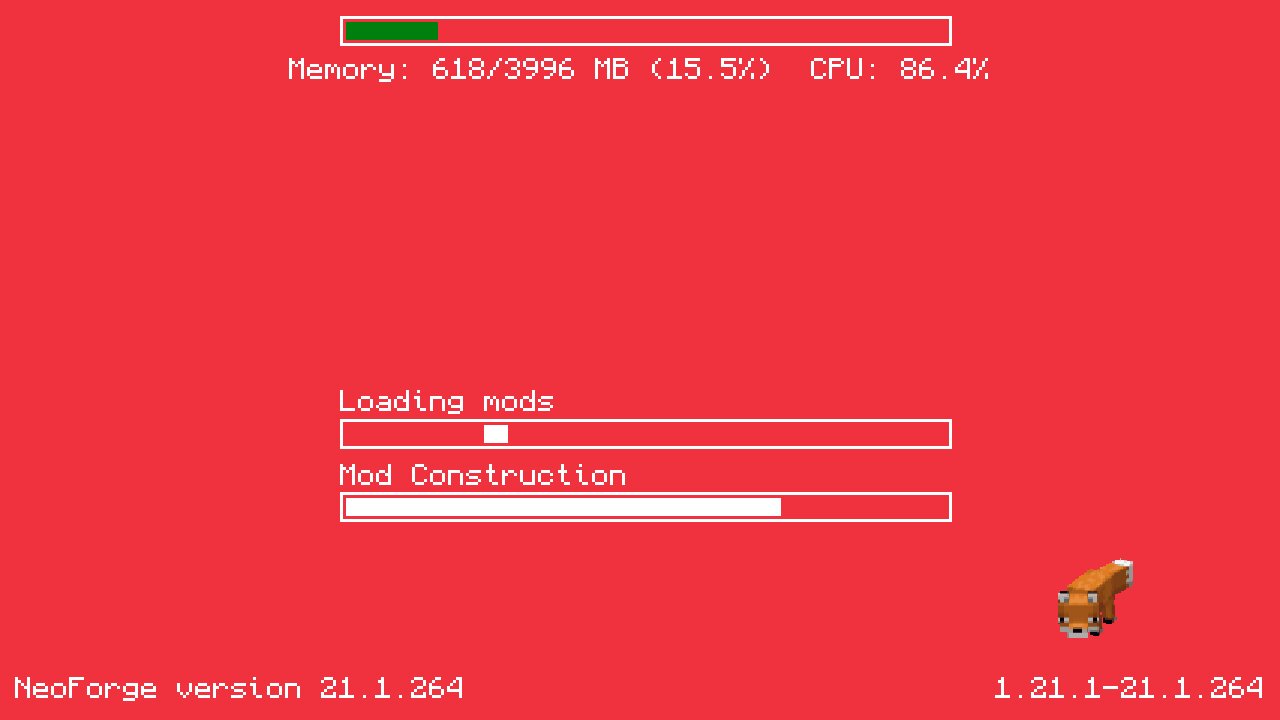 Memory: 618/3996 MB (15.5%)  CPU: 86.4%
Loading mods
Mod Construction
NeoForge version 21.1.264
1.21.1-21.1.264